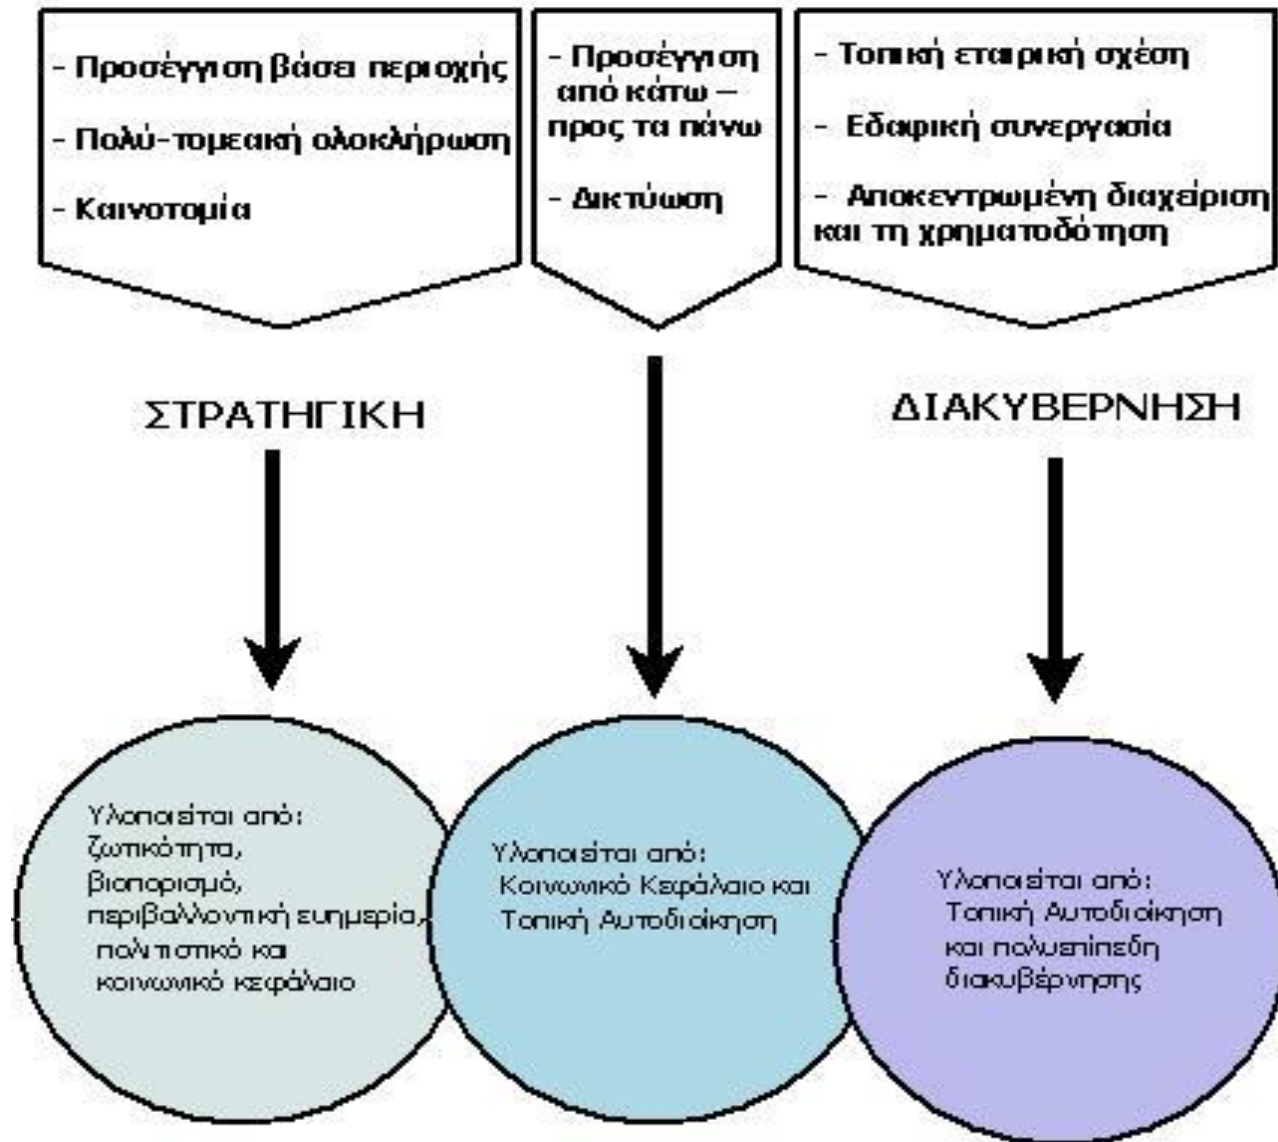 - Προσέγγιση βάσει περιοχής
- Πολύ-τομεακή ολοκλήρωση
- Καινοτομία
- Προσέγγιση
από κάτω –
προς τα πάνω
- Δικτύωση
- Τοπική εταιρική σχέση
- Εδαφική συνεργασία
- Αποκεντρωμένη διαχείριση
και τη χρηματοδότηση
ΣΤΡΑΤΗΓΙΚΗ
ΔΙΑΚΥΒΕΡΝΗΣΗ
Υλοποιείται από:
ζωτικότητα,
βιοπορισμό,
περιβαλλοντική ευημερία,
πολιτιστικό και
κοινωνικό κεφάλαιο
Υλοποιείται από:
Κοινωνικό Κεφάλαιο και
Τοπική Αυτοδιοίκηση
Υλοποιείται από:
Τοπική Αυτοδιοίκηση
και πολυεπίπεδη
διακυβέρνησης